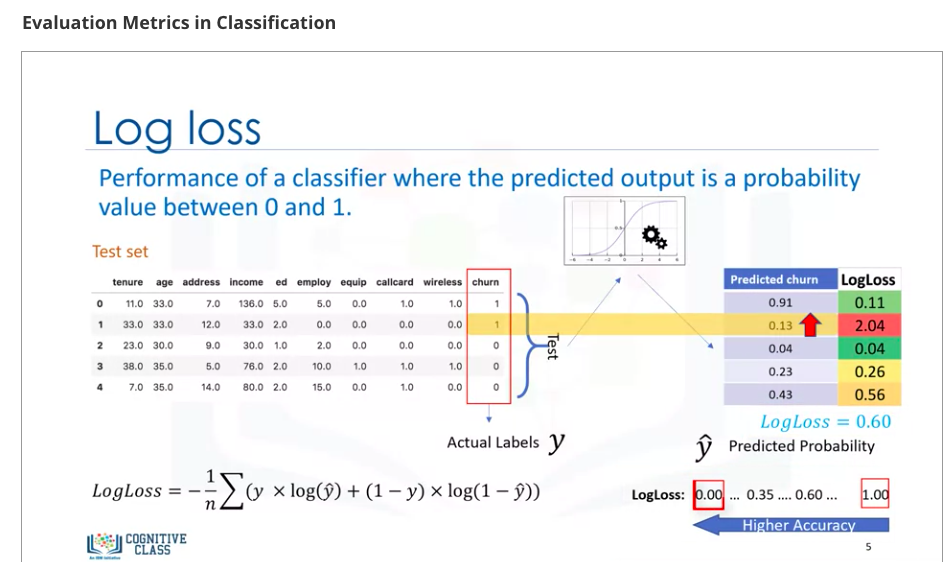 Evaluation Metrics in Classification
Log loss
Performance of a classifier where the predicted output is a probability
value between 0 and 1.
Test set
tenure age address income ed employ equip callcard wireless churn
0 11.0 33.0 7.0 136.0 5.0 5.0 0.0 1.0 1.0 1
1 33.0 33.0 12.0 33.0 2.0 0.0 0.0 0.0 0.0 1
2 23.0 30.0 9.0 30.0 1.0 2.0 0.0 0.0 0.0 0
3 38.0 35.0 5.0 76.0 2.0 10.0 1.0 1.0 1.0 0
4 7.0 35.0 14.0 80.0 2.0 15.0 0.0 1.0 0.0 0
Test
Predicted churn LogLoss
0.91 0.11
0.13 2.04
0.04 0.04
0.23 0.26
0.43 0.56
LogLoss = 0.60
Actual Labels y
ŷ Predicted Probability
LogLoss = −1/n ∑(y × log(ŷ) + (1 − y) × log(1 − ŷ))
LogLoss: 0.00 ... 0.35 .... 0.60 ... 1.00
Higher Accuracy
COGNITIVE
CLASS
An IBM Initiative
5